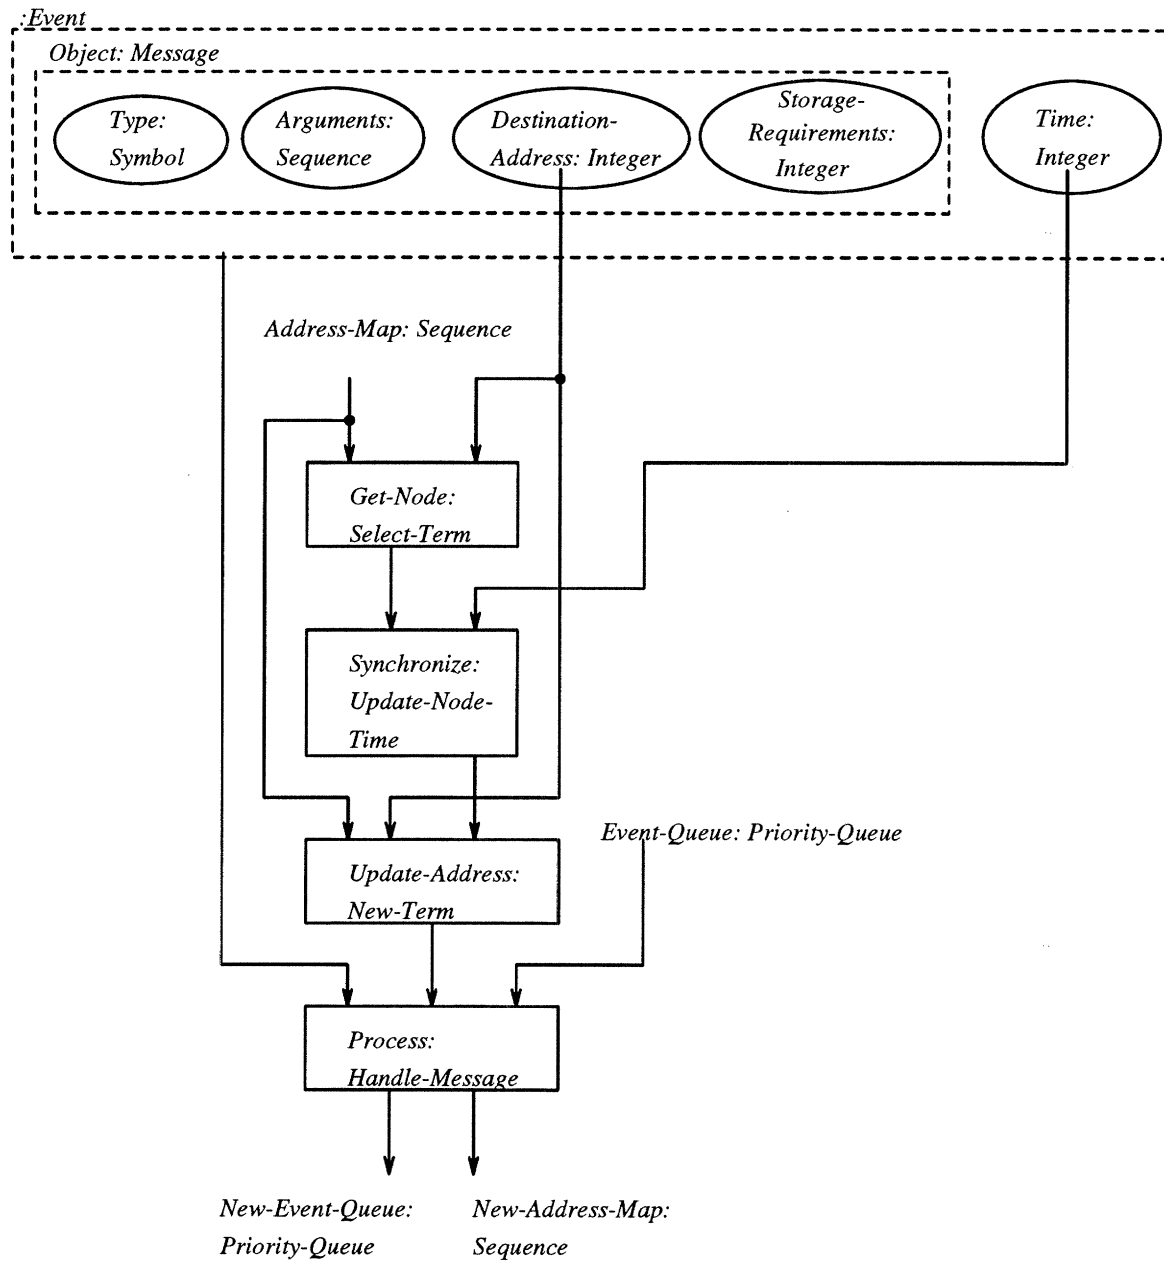 :Event
Object: Message
Type:
Symbol
Arguments:
Sequence
Destination-
Address: Integer
Storage-
Requirements:
Integer
Time:
Integer
Address-Map: Sequence
Get-Node:
Select-Term
Synchronize:
Update-Node-
Time
Event-Queue: Priority-Queue
Update-Address:
New-Term
Process:
Handle-Message
New-Event-Queue:
Priority-Queue
New-Address-Map:
Sequence